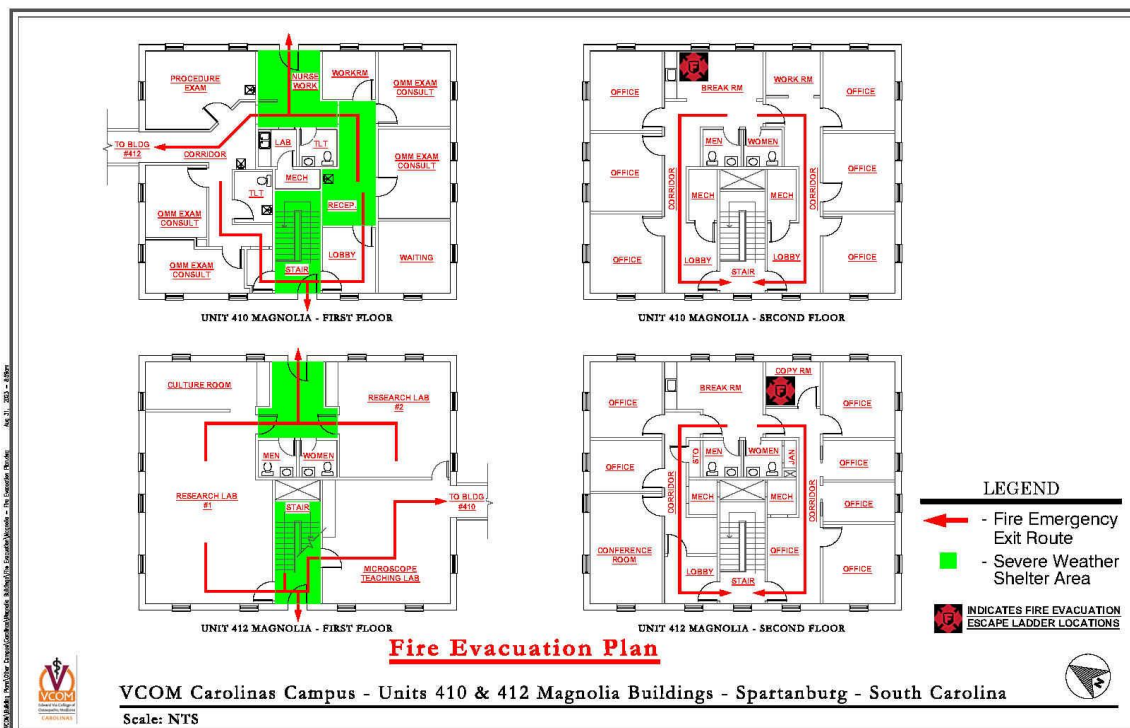 PROCEDURE
EXAM
NURSE
WORK
WORKRM
OMM EXAM
CONSULT
TO BLDG
#412
CORRIDOR
LAB
TLT
MECH
OMM EXAM
CONSULT
TLT
RECEP.
OMM EXAM
CONSULT
OMM EXAM
CONSULT
STAIR
LOBBY
WAITING
UNIT 410 MAGNOLIA - FIRST FLOOR
OFFICE
F
BREAK RM
WORK RM
OFFICE
MEN
WOMEN
OFFICE
OFFICE
CORRIDOR
MECH
MECH
CORRIDOR
OFFICE
LOBBY
LOBBY
OFFICE
STAIR
UNIT 410 MAGNOLIA - SECOND FLOOR
CULTURE ROOM
RESEARCH LAB
#2
MEN
WOMEN
RESEARCH LAB
#1
STAIR
TO BLDG
#410
MICROSCOPE
TEACHING LAB
UNIT 412 MAGNOLIA - FIRST FLOOR
COPY RM
BREAK RM
F
OFFICE
OFFICE
STO
MEN
WOMEN
JAN
OFFICE
OFFICE
CORRIDOR
MECH
MECH
CORRIDOR
OFFICE
CONFERENCE
ROOM
LOBBY
OFFICE
OFFICE
STAIR
UNIT 412 MAGNOLIA - SECOND FLOOR
LEGEND
- Fire Emergency
Exit Route
- Severe Weather
Shelter Area
F
INDICATES FIRE EVACUATION
ESCAPE LADDER LOCATIONS
Fire Evacuation Plan
VCOM
Edward Via College of
Osteopathic Medicine
CAROLINAS
VCOM Carolinas Campus - Units 410 & 412 Magnolia Buildings - Spartanburg - South Carolina
N
Scale: NTS